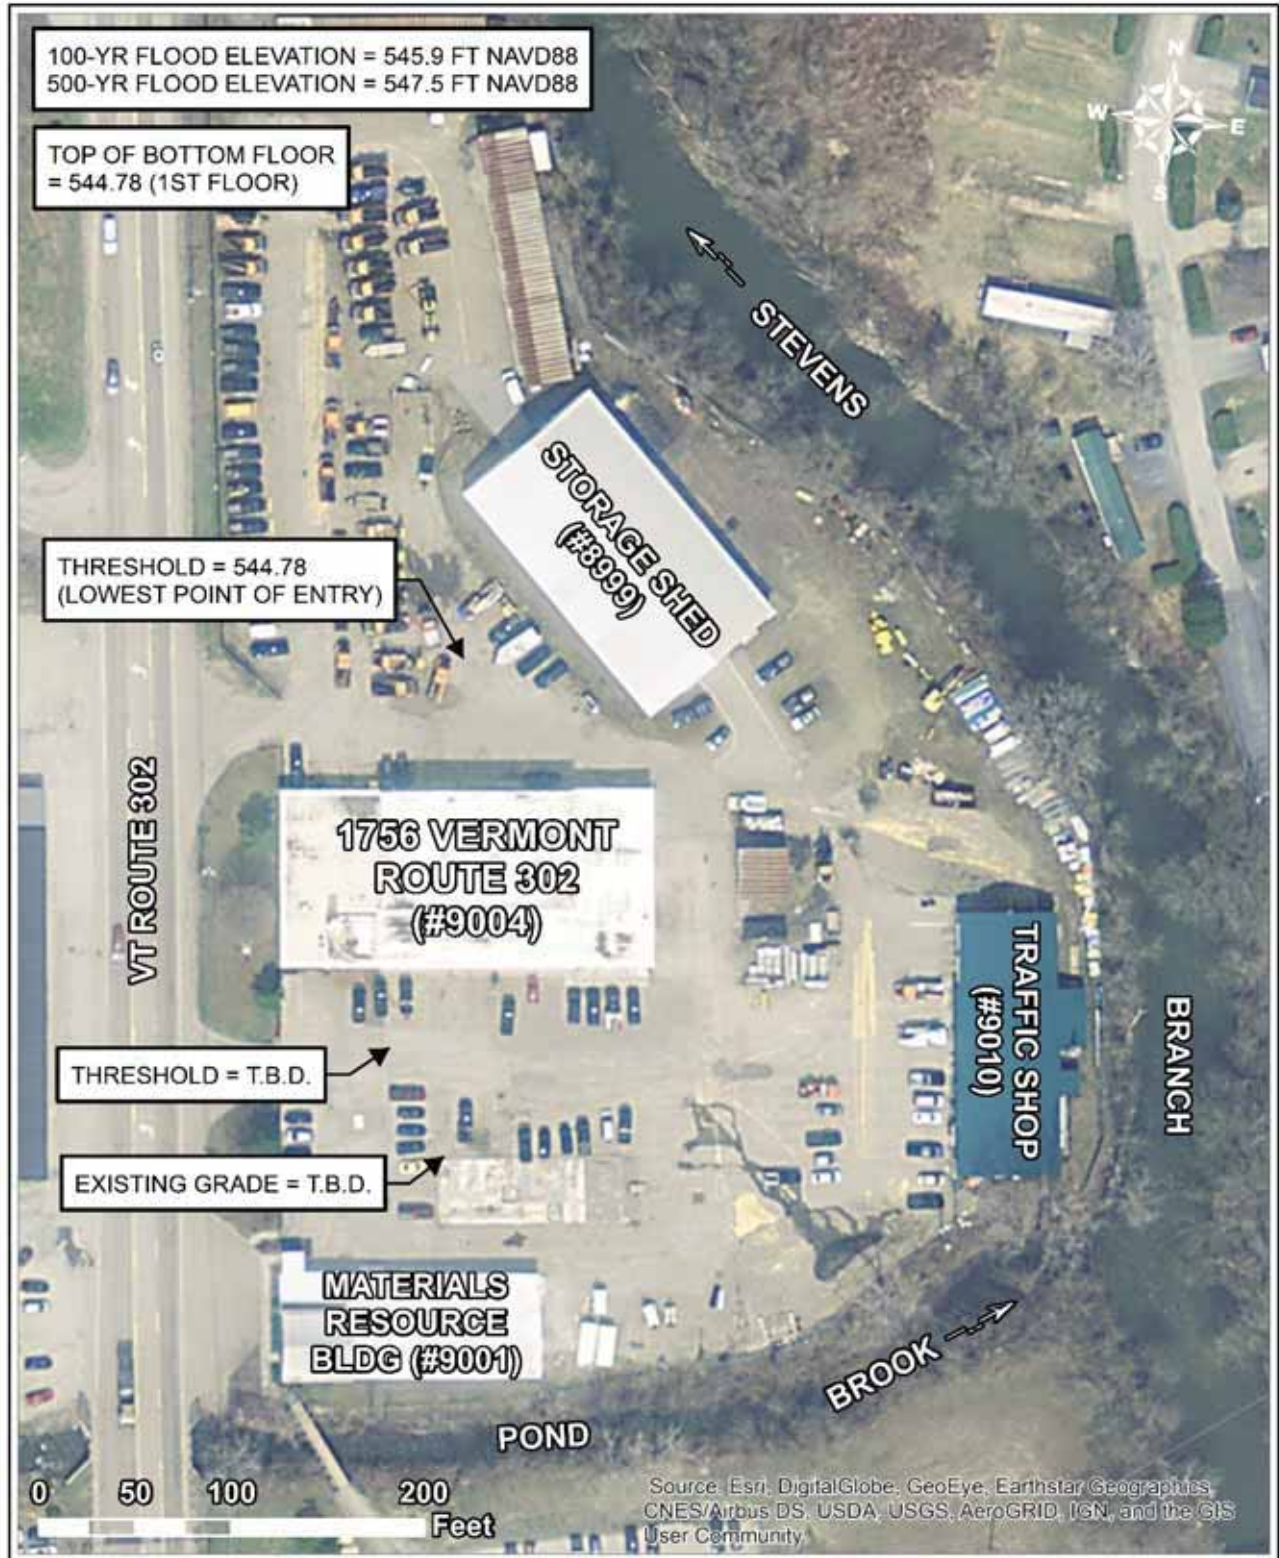 100-YR FLOOD ELEVATION = 545.9 FT NAVD88
500-YR FLOOD ELEVATION = 547.5 FT NAVD88
TOP OF BOTTOM FLOOR
= 544.78 (1ST FLOOR)
N
W
E
S
STEVENS
STORAGE SHED
(#8999)
THRESHOLD = 544.78
(LOWEST POINT OF ENTRY)
VT ROUTE 302
1756 VERMONT
ROUTE 302
(#9004)
TRAFFIC SHOP
(#9010)
BRANCH
THRESHOLD = T.B.D.
EXISTING GRADE = T.B.D.
MATERIALS
RESOURCE
BLDG (#9001)
BROOK
POND
0 50 100 200
Feet
Source: Esri, DigitalGlobe, GeoEye, Earthstar Geographics,
CNES/Airbus DS, USDA, USGS, AeroGRID, IGN, and the GIS
User Community